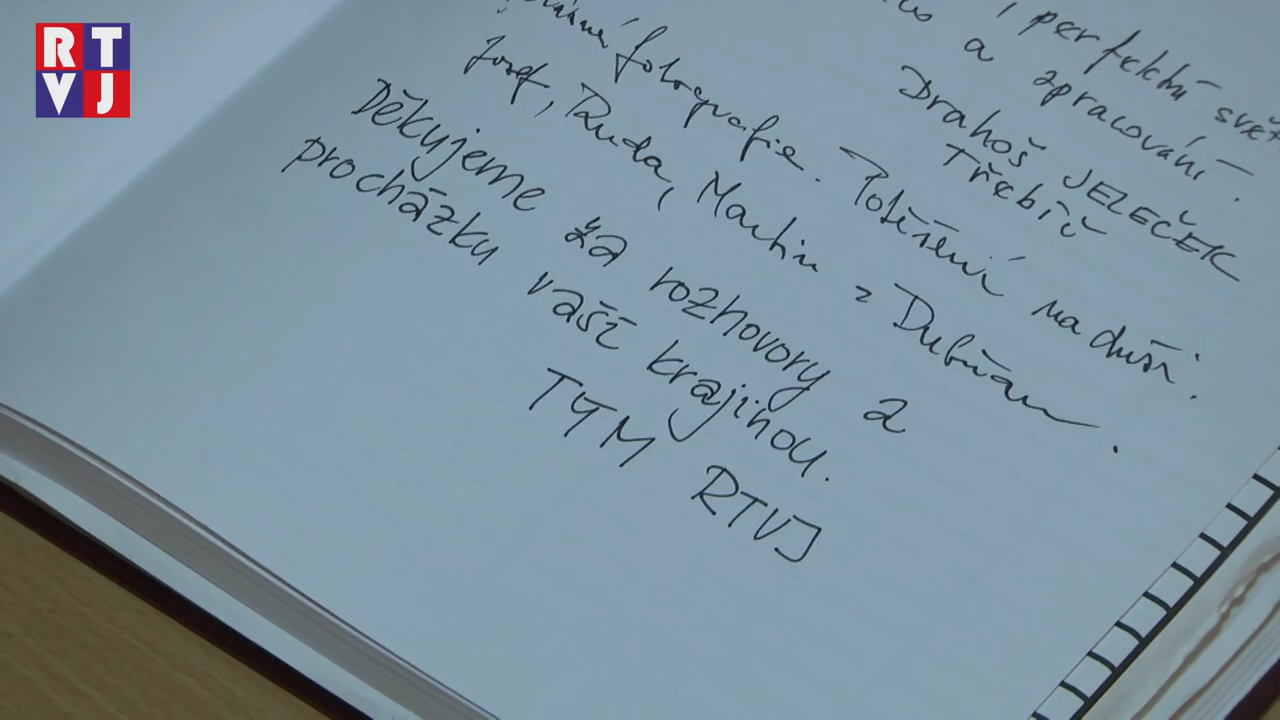 RTVJ
i perfektní svět
a zpracování.
Drahoš JELEČEK
Třebíč
fotografie. Potěšení na duši.
Josef, Ruda, Martin z Dubňan.
Děkujeme za rozhovory a
procházku vaší krajinou.
TYM RTVJ